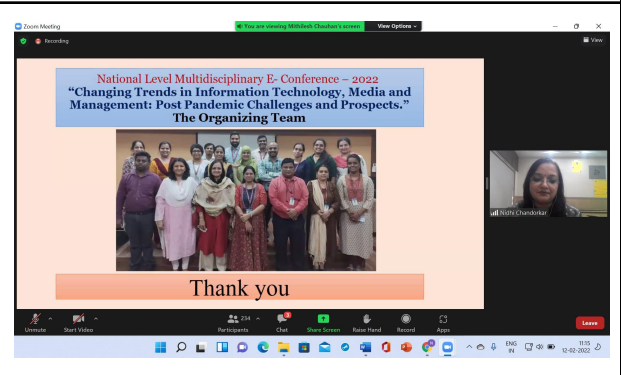 Zoom Meeting
You are viewing Mithilesh Chauhan's screen
View Options
Recording
View
National Level Multidisciplinary E- Conference – 2022
“Changing Trends in Information Technology, Media and
Management: Post Pandemic Challenges and Prospects.”
The Organizing Team
Thank you
Nidhi Chandorkar
Unmute
Start Video
234
Participants
3
Chat
Share Screen
Raise Hand
Record
Apps
Leave
ENG
IN
11:15
12-02-2022